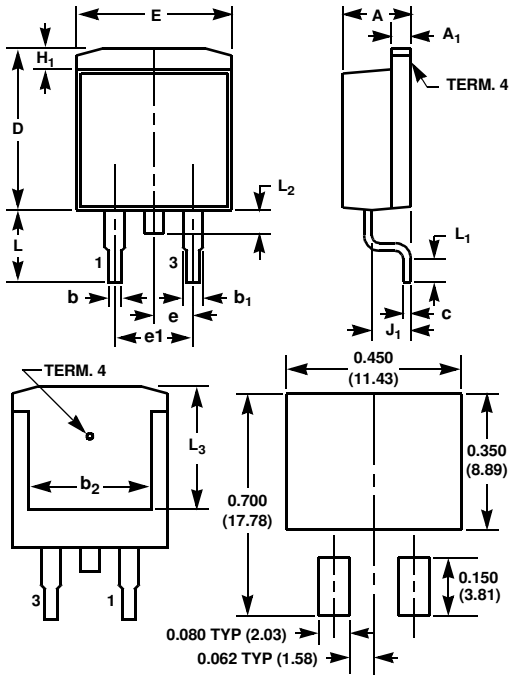 E
A
A1
H1
TERM. 4
D
L2
L
L1
1
3
b
b1
e
c
e1
J1
TERM. 4
0.450
(11.43)
L3
b2
0.350
(8.89)
0.700
(17.78)
0.150
(3.81)
3
1
0.080 TYP (2.03)
0.062 TYP (1.58)